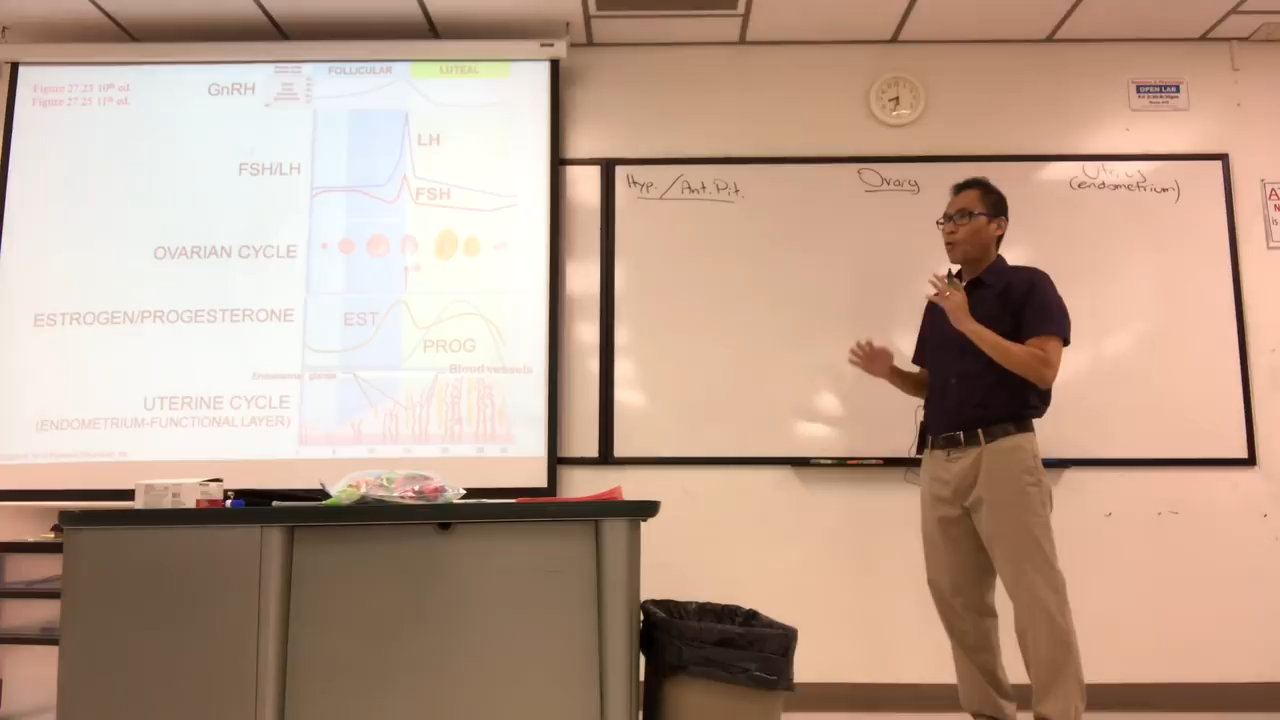 Figure 27.23 10th ed.
Figure 27.25 11th ed.
GnRH
FOLLICULAR
LUTEAL
FSH/LH
LH
FSH
OVARIAN CYCLE
ESTROGEN/PROGESTERONE
EST
PROG
Blood vessels
UTERINE CYCLE
(ENDOMETRIUM-FUNCTIONAL LAYER)
Hyp. / Ant. Pit.
Ovary
(endometrium)
OPEN LAB